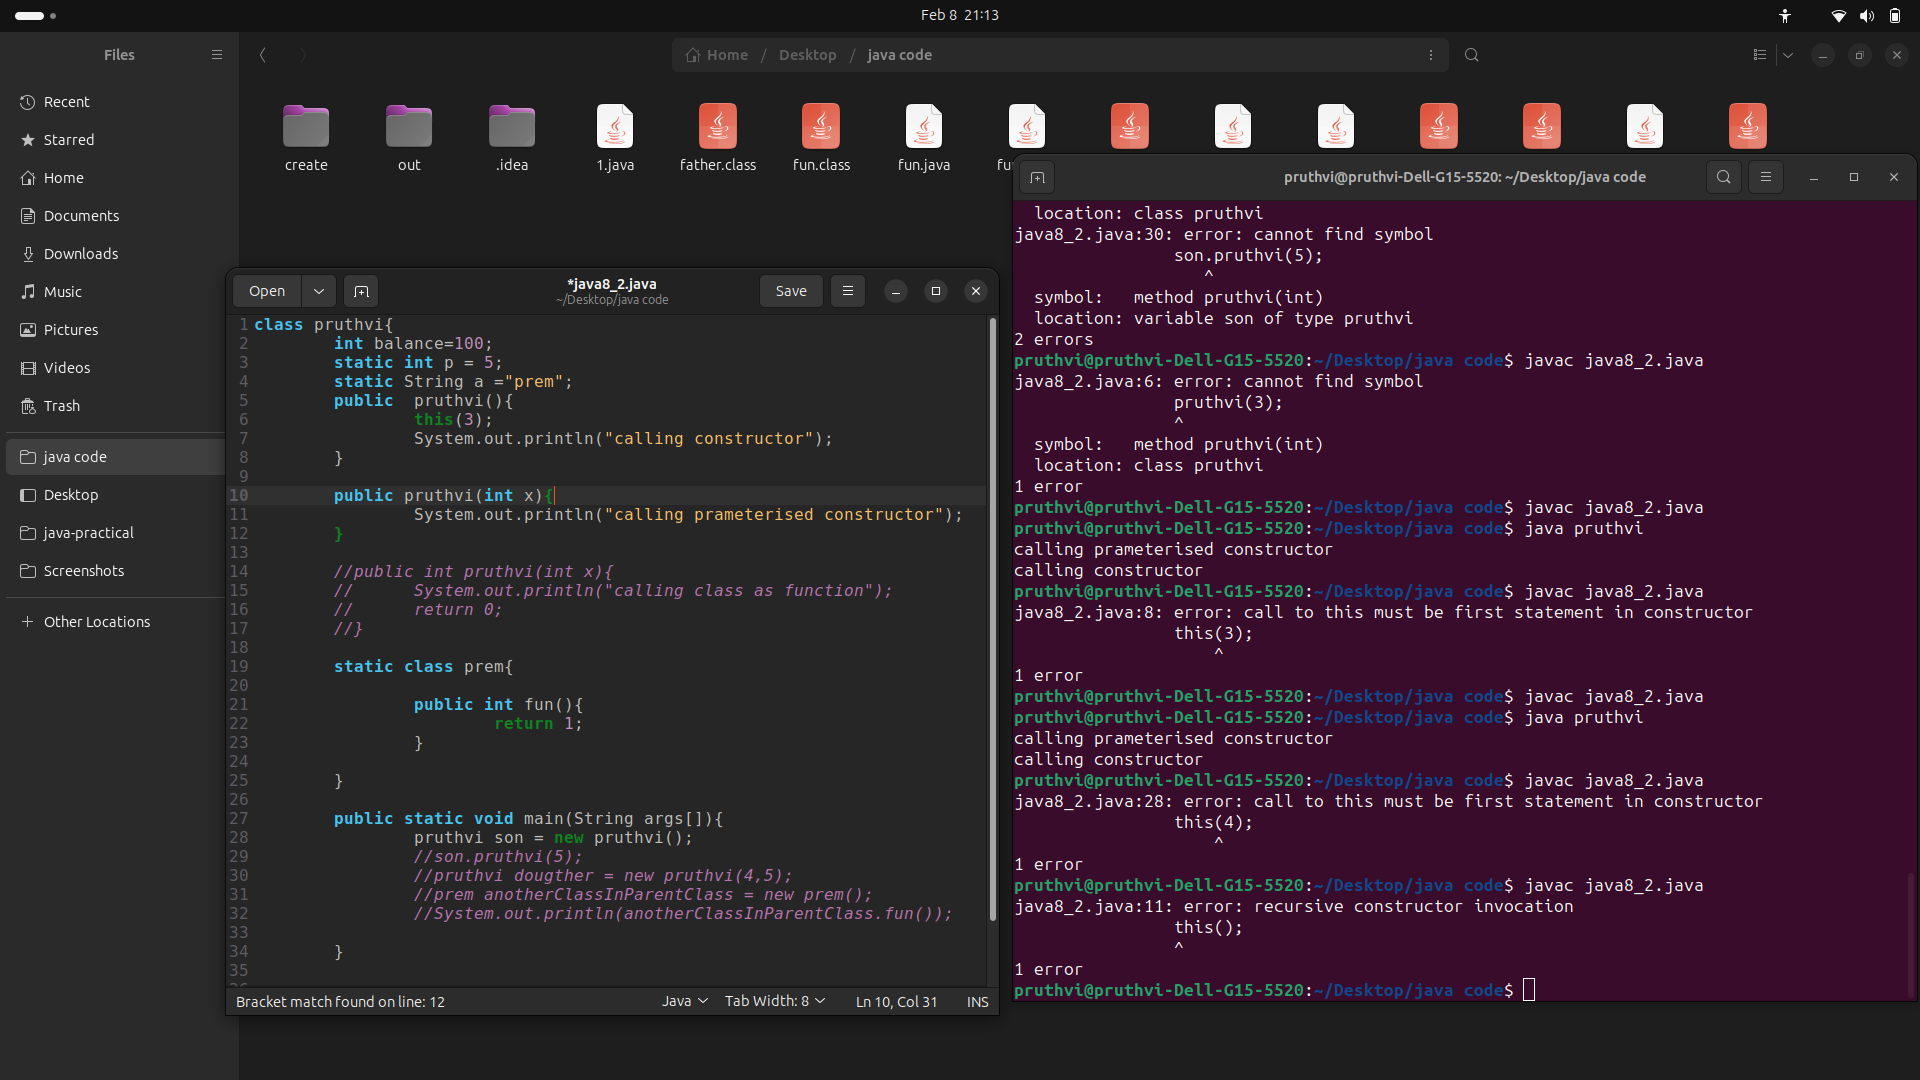 Feb 8 21:13
Files
Home / Desktop / java code
Recent
Starred
Home
Documents
Downloads
Music
Pictures
Videos
Trash
java code
Desktop
java-practical
Screenshots
Other Locations
create
out
.idea
1.java
father.class
fun.class
fun.java
Open
*java8_2.java
~/Desktop/java code
Save
1 class pruthvi{
2 int balance=100;
3 static int p = 5;
4 static String a ="prem";
5 public  pruthvi(){
6 this(3);
7 System.out.println("calling constructor");
8 }
9
10 public pruthvi(int x){
11 System.out.println("calling prameterised constructor");
12 }
13
14 //public int pruthvi(int x){
15 //      System.out.println("calling class as function");
16 //      return 0;
17 //}
18
19 static class prem{
20
21 public int fun(){
22 return 1;
23 }
24
25 }
26
27 public static void main(String args[]){
28 pruthvi son = new pruthvi();
29 //son.pruthvi(5);
30 //pruthvi dougther = new pruthvi(4,5);
31 //prem anotherClassInParentClass = new prem();
32 //System.out.println(anotherClassInParentClass.fun());
33
34 }
35
Bracket match found on line: 12
Java
Tab Width: 8
Ln 10, Col 31
INS
pruthvi@pruthvi-Dell-G15-5520: ~/Desktop/java code
location: class pruthvi
java8_2.java:30: error: cannot find symbol
son.pruthvi(5);
^
symbol:   method pruthvi(int)
location: variable son of type pruthvi
2 errors
pruthvi@pruthvi-Dell-G15-5520:~/Desktop/java code$ javac java8_2.java
java8_2.java:6: error: cannot find symbol
pruthvi(3);
^
symbol:   method pruthvi(int)
location: class pruthvi
1 error
pruthvi@pruthvi-Dell-G15-5520:~/Desktop/java code$ javac java8_2.java
pruthvi@pruthvi-Dell-G15-5520:~/Desktop/java code$ java pruthvi
calling prameterised constructor
calling constructor
pruthvi@pruthvi-Dell-G15-5520:~/Desktop/java code$ javac java8_2.java
java8_2.java:8: error: call to this must be first statement in constructor
this(3);
^
1 error
pruthvi@pruthvi-Dell-G15-5520:~/Desktop/java code$ javac java8_2.java
pruthvi@pruthvi-Dell-G15-5520:~/Desktop/java code$ java pruthvi
calling prameterised constructor
calling constructor
pruthvi@pruthvi-Dell-G15-5520:~/Desktop/java code$ javac java8_2.java
java8_2.java:28: error: call to this must be first statement in constructor
this(4);
^
1 error
pruthvi@pruthvi-Dell-G15-5520:~/Desktop/java code$ javac java8_2.java
java8_2.java:11: error: recursive constructor invocation
this();
^
1 error
pruthvi@pruthvi-Dell-G15-5520:~/Desktop/java code$